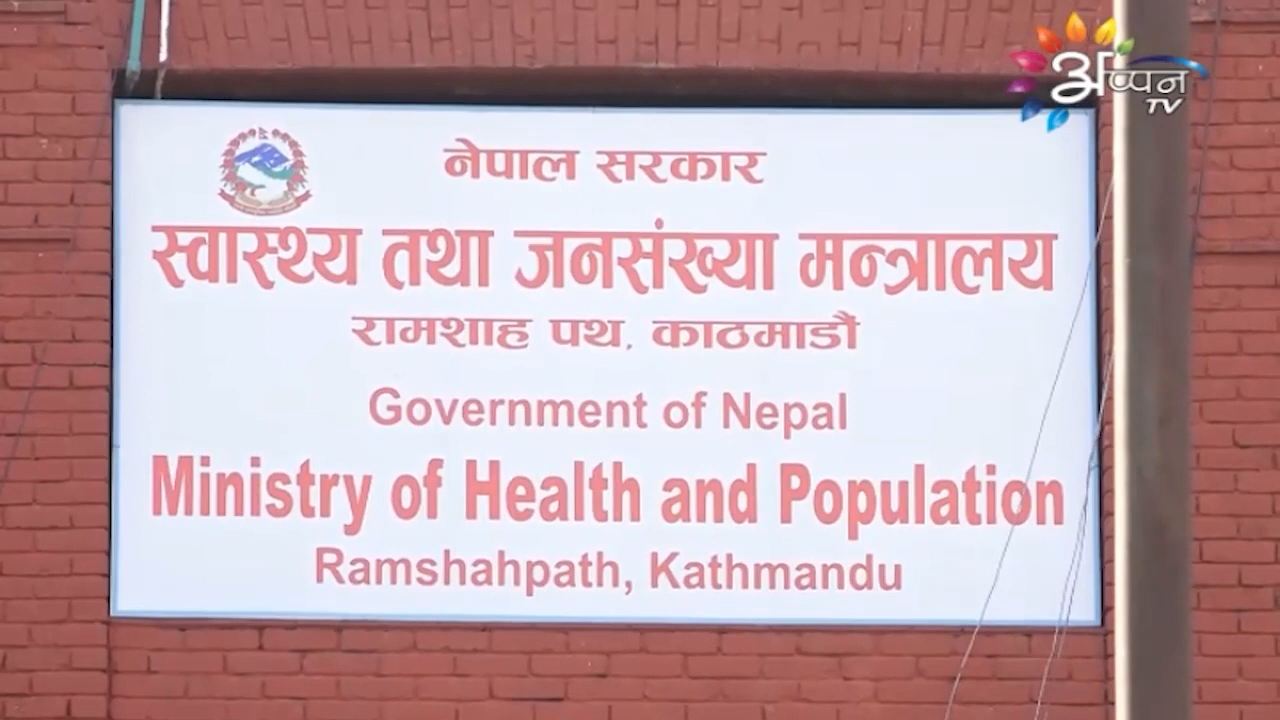 अप्पन
TV
नेपाल सरकार
स्वास्थ्य तथा जनसंख्या मन्त्रालय
रामशाह पथ, काठमाडौं
Government of Nepal
Ministry of Health and Population
Ramshahpath, Kathmandu